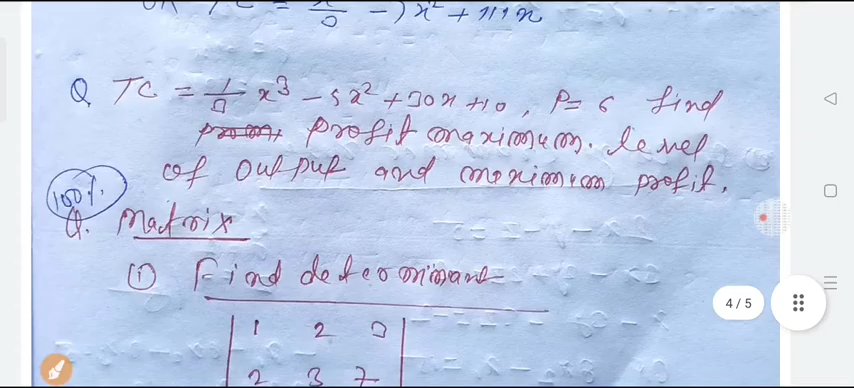 Q TC = 1/3 x³ - 5x² + 30x + 10, P = 6 find
profit maximum. level
of output and maximum profit.
100%
Q. Matrix
① Find determinant
1 2 3
2 3 7
4 / 5